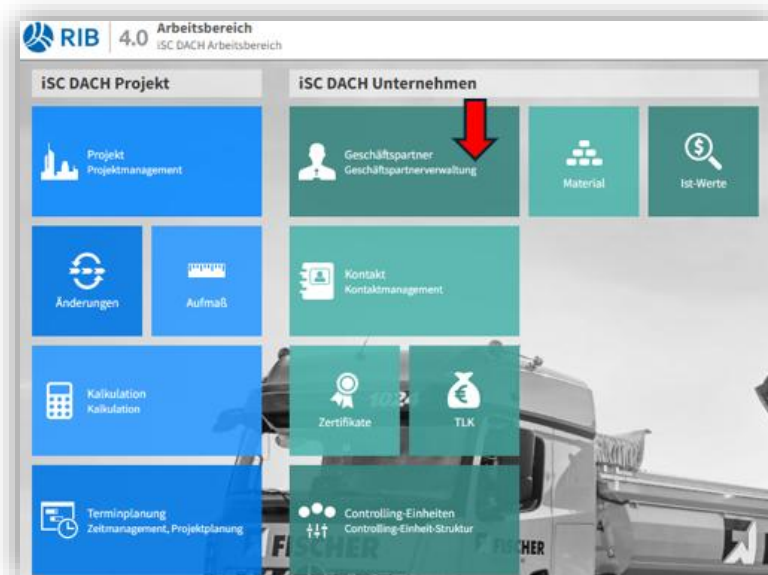 RIB 4.0 Arbeitsbereich
iSC DACH Arbeitsbereich
iSC DACH Projekt
iSC DACH Unternehmen
Projekt
Projektmanagement
Geschäftspartner
Geschäftspartnerverwaltung
Material
Ist-Werte
Änderungen
Aufmaß
Kontakt
Kontaktmanagement
Kalkulation
Kalkulation
Zertifikate
1024
TLK
Terminplanung
Zeitmanagement, Projektplanung
Controlling-Einheiten
Controlling-Einheit-Struktur
FISCHER
FISCHER